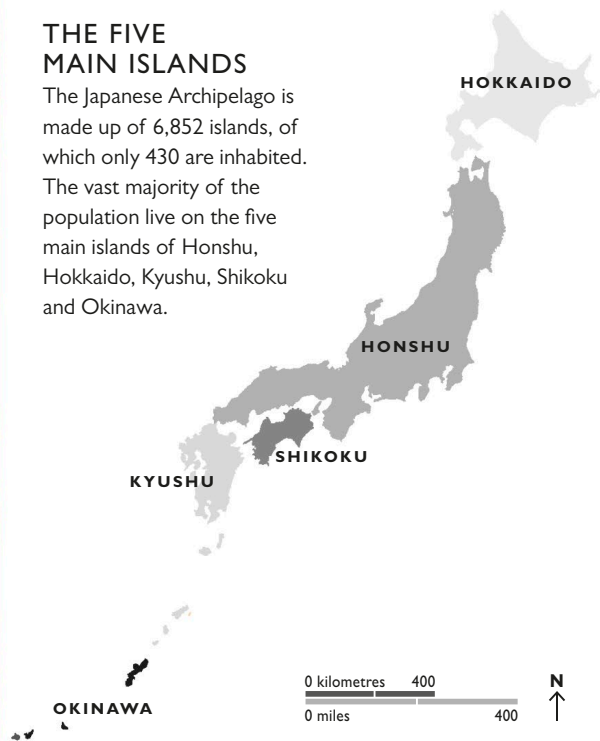 THE FIVE
MAIN ISLANDS
The Japanese Archipelago is
made up of 6,852 islands, of
which only 430 are inhabited.
The vast majority of the
population live on the five
main islands of Honshu,
Hokkaido, Kyushu, Shikoku
and Okinawa.
HOKKAIDO
HONSHU
SHIKOKU
KYUSHU
OKINAWA
0 kilometres 400
0 miles 400
N